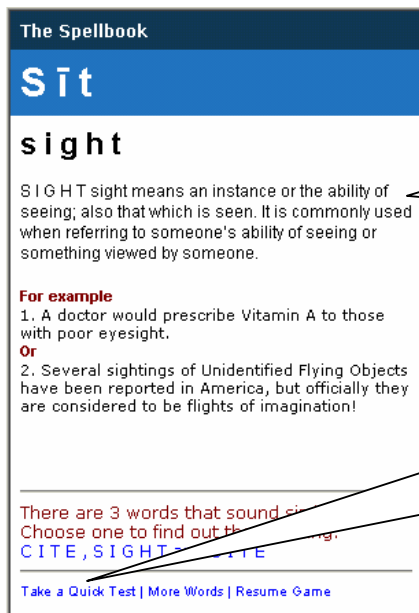 The Spellbook
Sīt
sight
S I G H T sight means an instance or the ability of
seeing; also that which is seen. It is commonly used
when referring to someone's ability of seeing or
something viewed by someone.
For example
1. A doctor would prescribe Vitamin A to those
with poor eyesight.
Or
2. Several sightings of Unidentified Flying Objects
have been reported in America, but officially they
are considered to be flights of imagination!
There are 3 words that sound
Choose one to find out
C I T E , S I G H T
Take a Quick Test | More Words | Resume Game